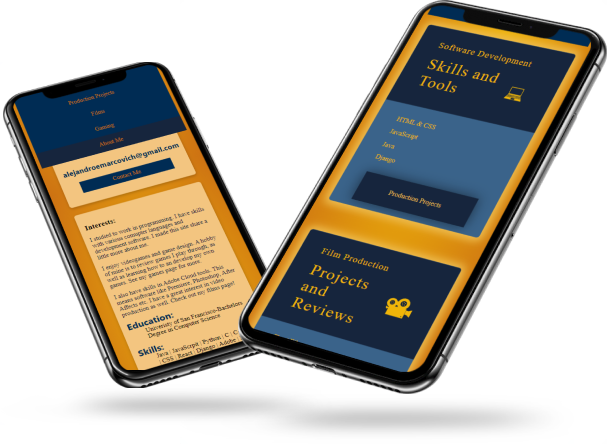 Production Projects
Films
Gaming
About Me
alejandroemarcovich@gmail.com
Contact Me
Interests:
I studied to work in programming. I have skills
with various computer languages and
development software. I made this site share a
little more about me.
I enjoy videogames and game design. A hobby
of mine is to review games I play through, as
well as learning how to an develop my own
games. See my games page for more.
I also have skills in Adobe Cloud tools. This
means software like Premiere, Photoshop, After
Affects etc. I have a great interest in video
production as well. Check out my films page!
Education:
University of San Francisco-Bachelors
Degree in Computer Science
Skills:
Java | JavaScript | Python | C | C
| CSS | React | Django | Adobe
Software Development
Skills and
Tools
HTML & CSS
JavaScript
Java
Django
Production Projects
Film Production
Projects
and
Reviews